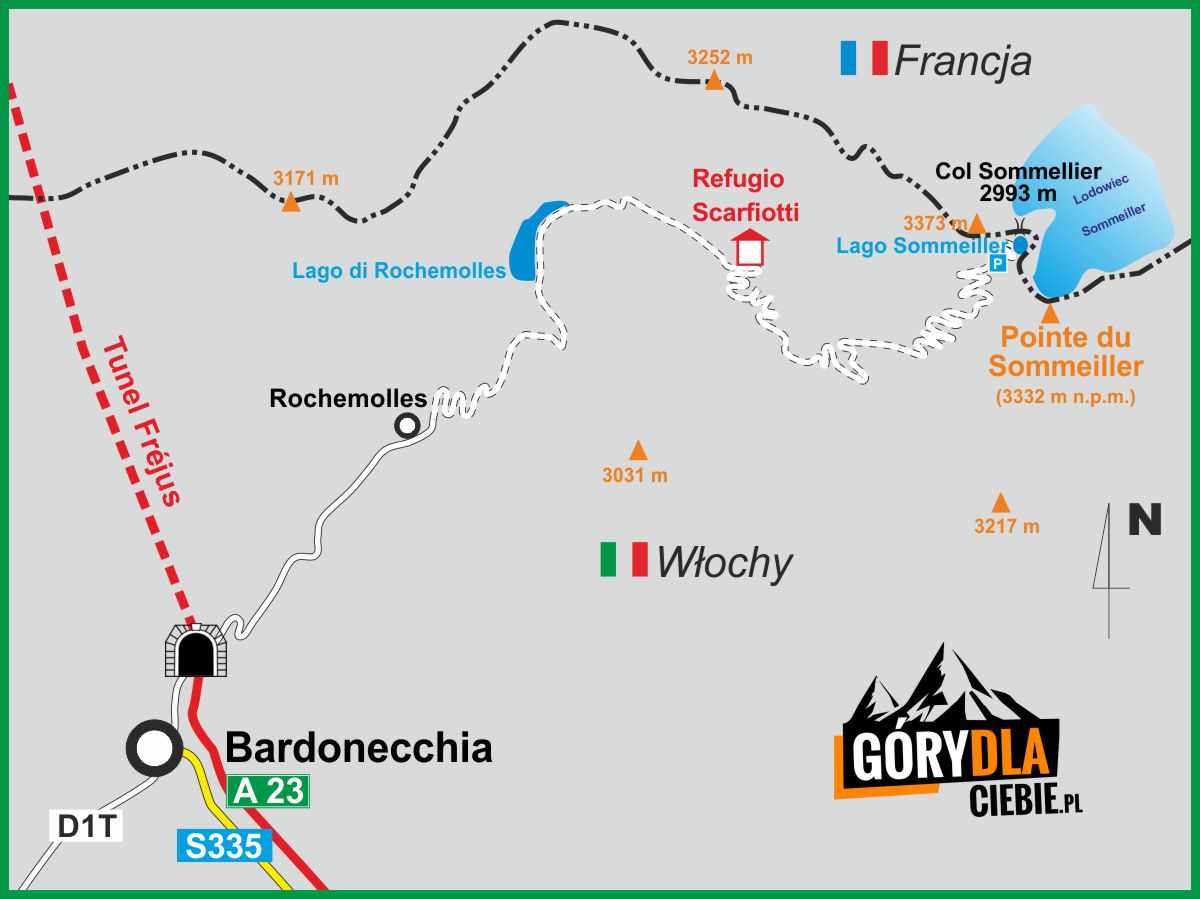 3252 m
Francja
3171 m
Refugio
Scarfiotti
Col Sommellier
2993 m
Lodowiec
Sommeiller
3373 m
Lago Sommeiller
P
Lago di Rochemolles
Pointe du
Sommeiller
(3332 m n.p.m.)
Tunel Fréjus
Rochemolles
3031 m
3217 m
N
Włochy
Bardonecchia
A 23
D1T
S335
GÓRYDLA
CIEBIE.PL